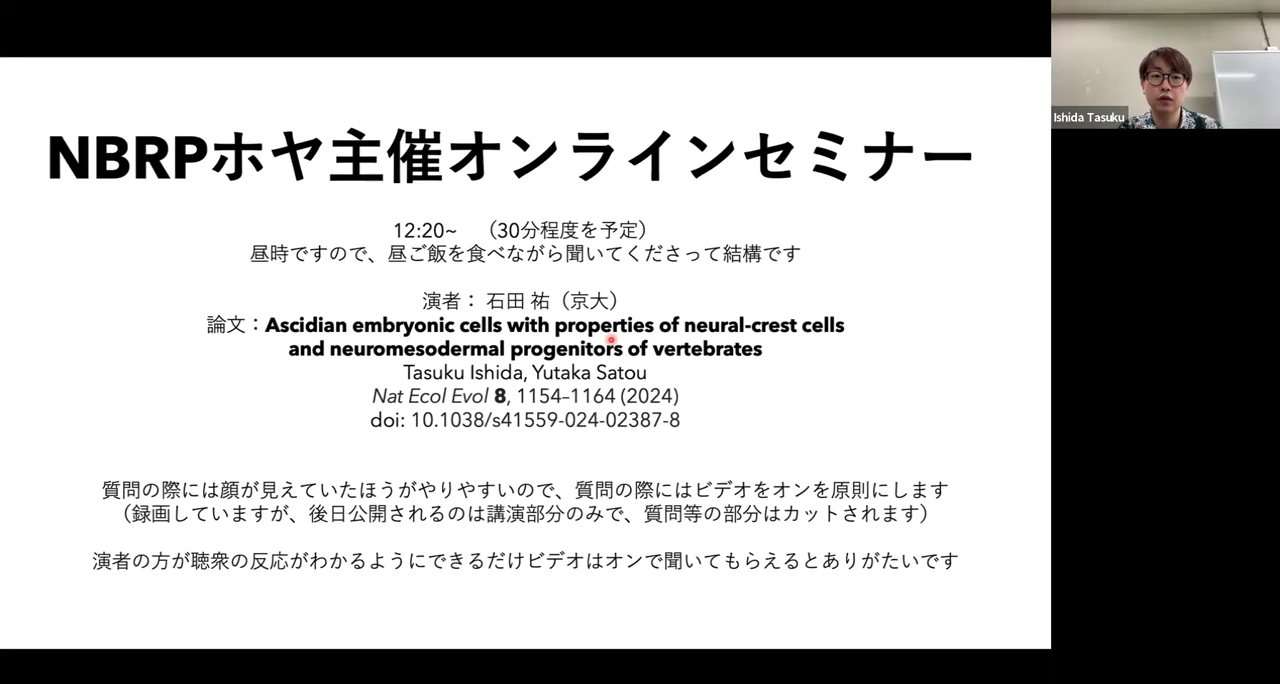 NBRPホヤ主催オンラインセミナー
12:20~ （30分程度を予定）
昼時ですので、昼ご飯を食べながら聞いてくださって結構です
演者： 石田 祐（京大）
論文：Ascidian embryonic cells with properties of neural-crest cells
and neuromesodermal progenitors of vertebrates
Tasuku Ishida, Yutaka Satou
Nat Ecol Evol 8, 1154–1164 (2024)
doi: 10.1038/s41559-024-02387-8
質問の際には顔が見えていたほうがやりやすいので、質問の際にはビデオをオンを原則にします
（録画していますが、後日公開されるのは講演部分のみで、質問等の部分はカットされます）
演者の方が聴衆の反応がわかるようにできるだけビデオはオンで聞いてもらえるとありがたいです
Ishida Tasuku